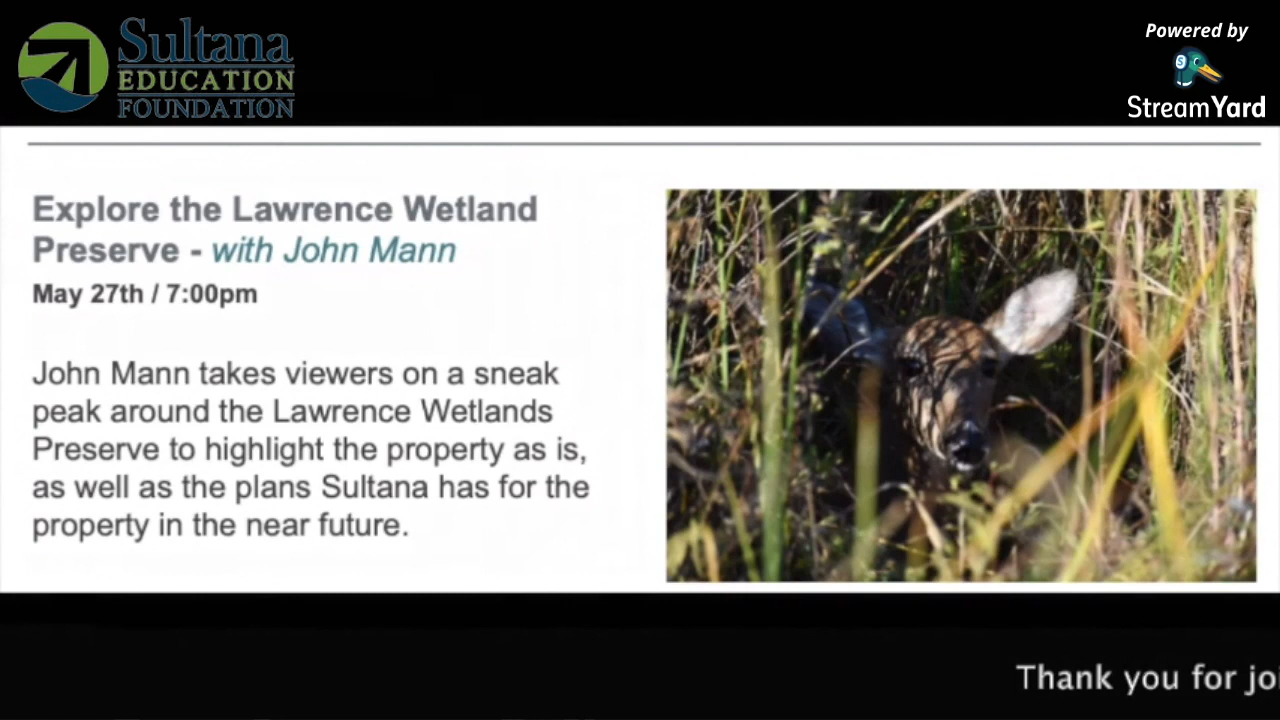 Sultana
EDUCATION
FOUNDATION
Powered by
S
StreamYard
Explore the Lawrence Wetland
Preserve - with John Mann
May 27th / 7:00pm
John Mann takes viewers on a sneak
peak around the Lawrence Wetlands
Preserve to highlight the property as is,
as well as the plans Sultana has for the
property in the near future.
Thank you for joi